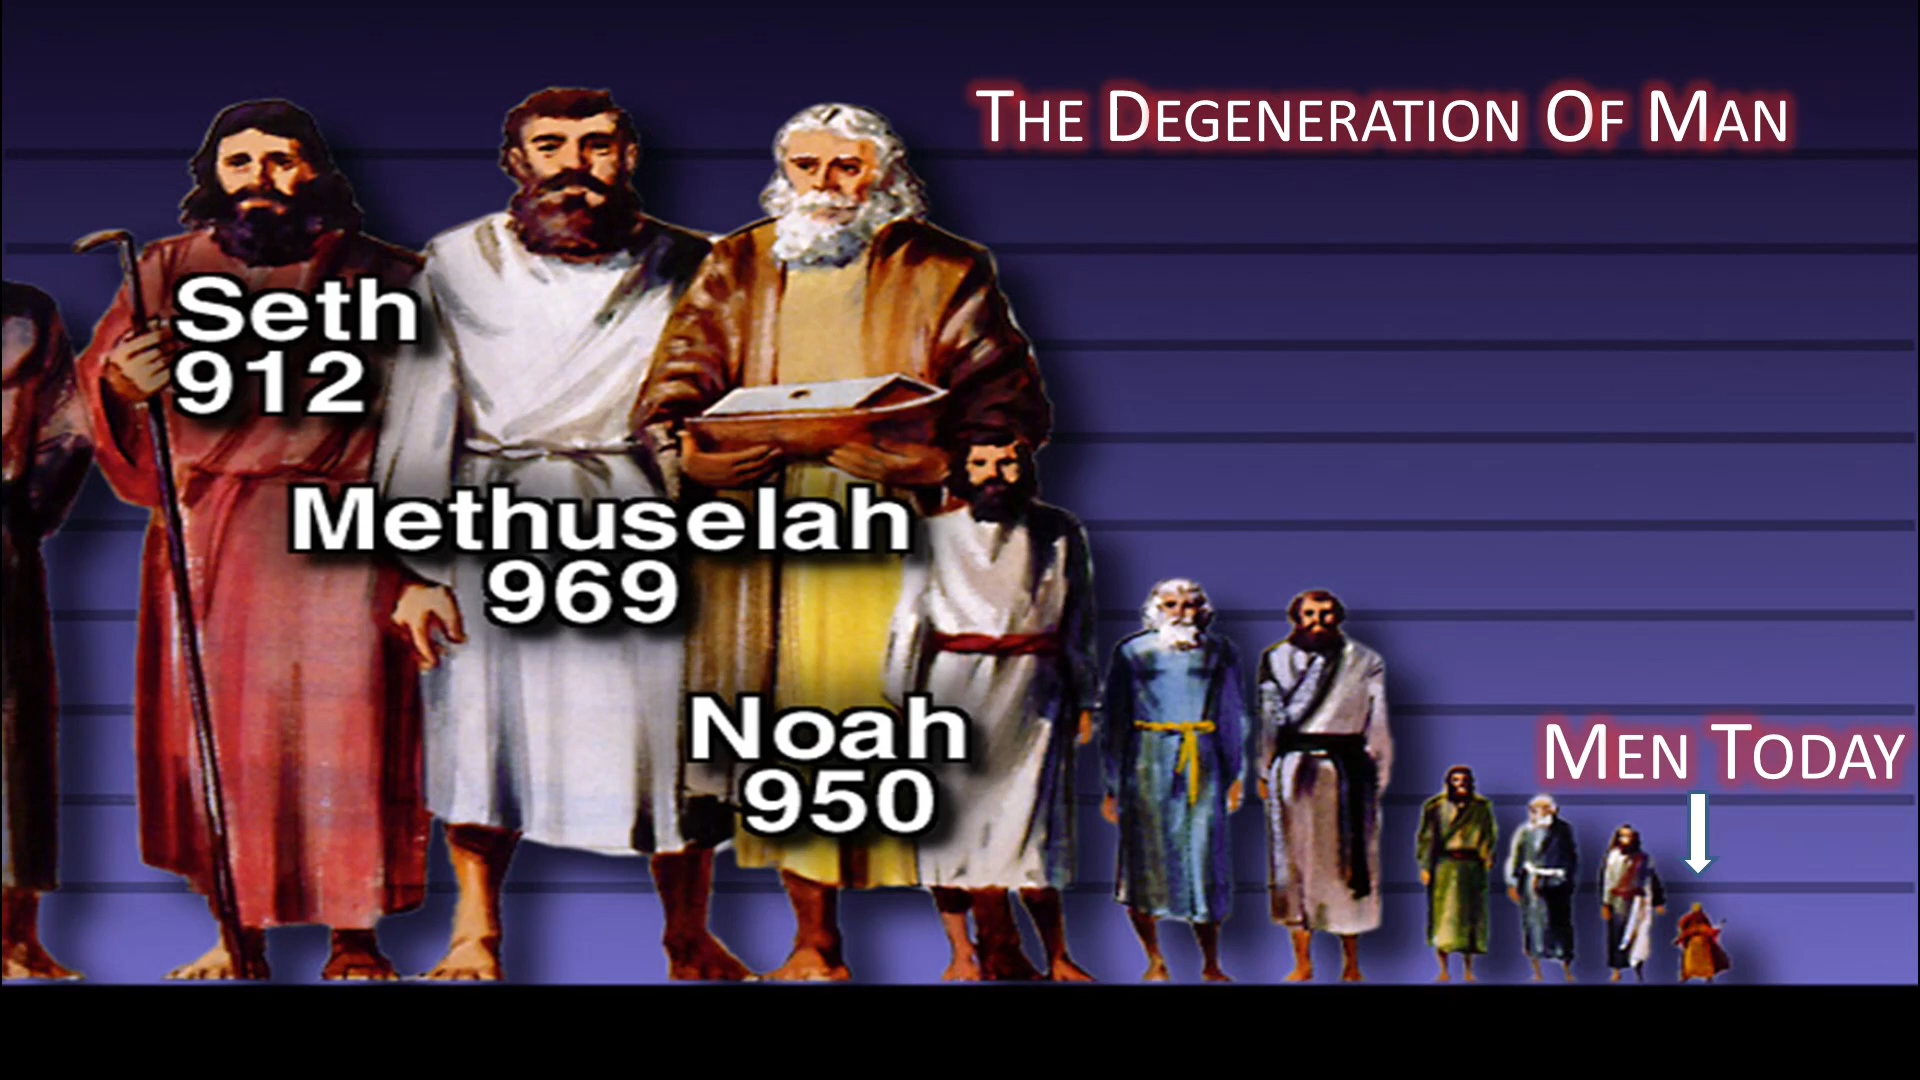 The Degeneration Of Man
Seth
912
Methuselah
969
Noah
950
Men Today